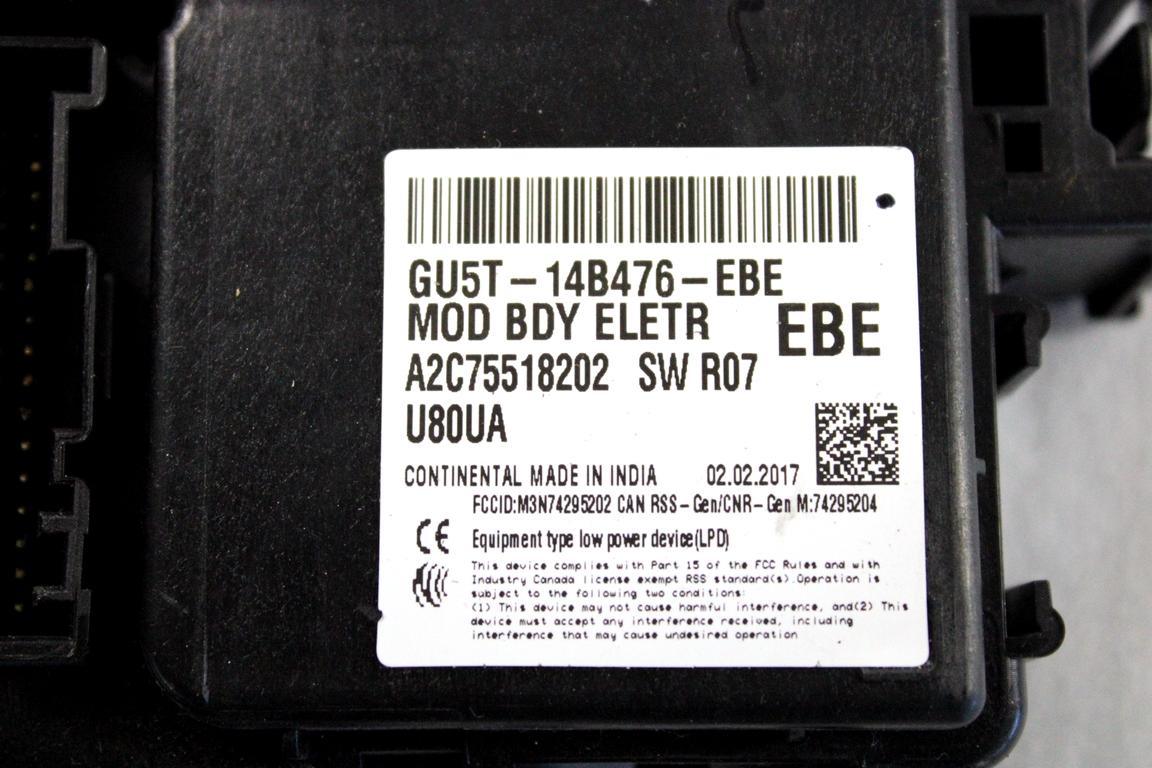 GU5T-14B476-EBE
MOD BDY ELETR
EBE
A2C75518202 SW R07
U80UA
CONTINENTAL MADE IN INDIA 02.02.2017
FCCID:M3N74295202 CAN RSS-Gen/CNR-Gen M:74295204
CE
Equipment type low power device(LPD)
This device complies with Part 15 of the FCC Rules and with
Industry Canada license exempt RSS standard(s).Operation is
subject to the following two conditions:
(1) This device may not cause harmful interference, and(2) This
device must accept any interference received, including
interference that may cause undesired operation